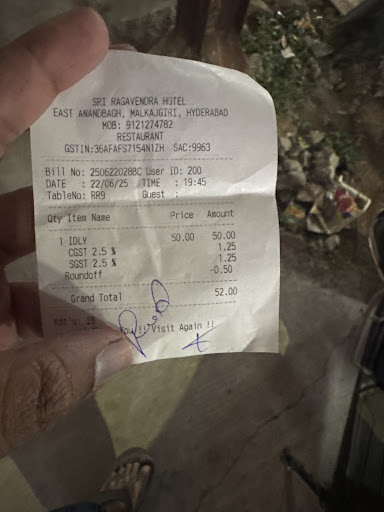 SRI RAGAVENDRA HOTEL
EAST ANANDBAGH, MALKAJGIRI, HYDERABAD
MOB: 9121274782
RESTAURANT
GSTIN:36AFAFS7154N1ZH SAC:9963
Bill No: 250622028BC User ID: 200
DATE : 22/06/25 TIME : 19:45
TableNo: RR9 Guest :
Qty Item Name Price Amount
1 IDLY 50.00 50.00
CGST 2.5 % 1.25
SGST 2.5 % 1.25
Roundoff -0.50
Grand Total 52.00
Visit Again !!